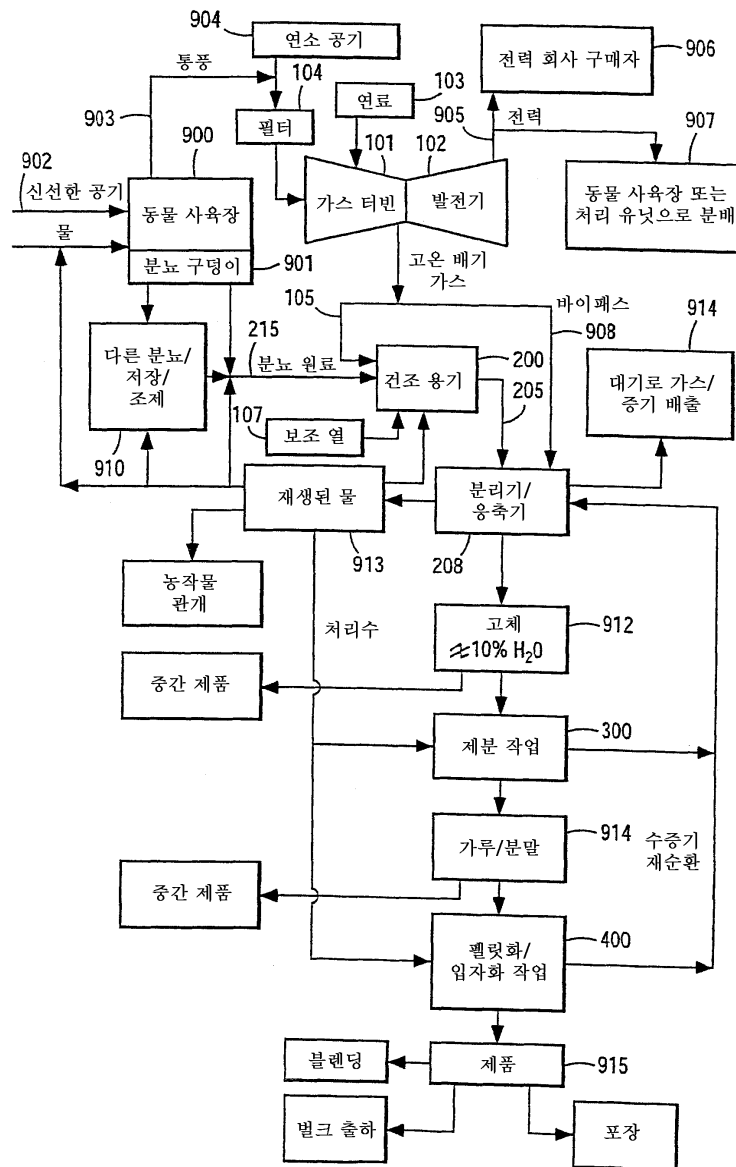 904
연소 공기
통풍
104
903
필터
900
902
신선한 공기
동물 사육장
물
분뇨 구덩이
901
103
연료
101
102
905
가스 터빈
발전기
전력 회사 구매자
906
전력
907
동물 사육장 또는
처리 유닛으로 분배
고온 배기
가스
105
바이패스
908
914
대기로 가스/
증기 배출
다른 분뇨/
저장/
조제
910
215
분뇨 원료
200
건조 용기
205
107
보조 열
재생된 물
913
분리기/
응축기
208
농작물
관개
처리수
고체
≉10% H₂O
912
중간 제품
제분 작업
300
가루/분말
914
수증기
재순환
중간 제품
펠릿화/
입자화 작업
400
블렌딩
제품
915
벌크 출하
포장